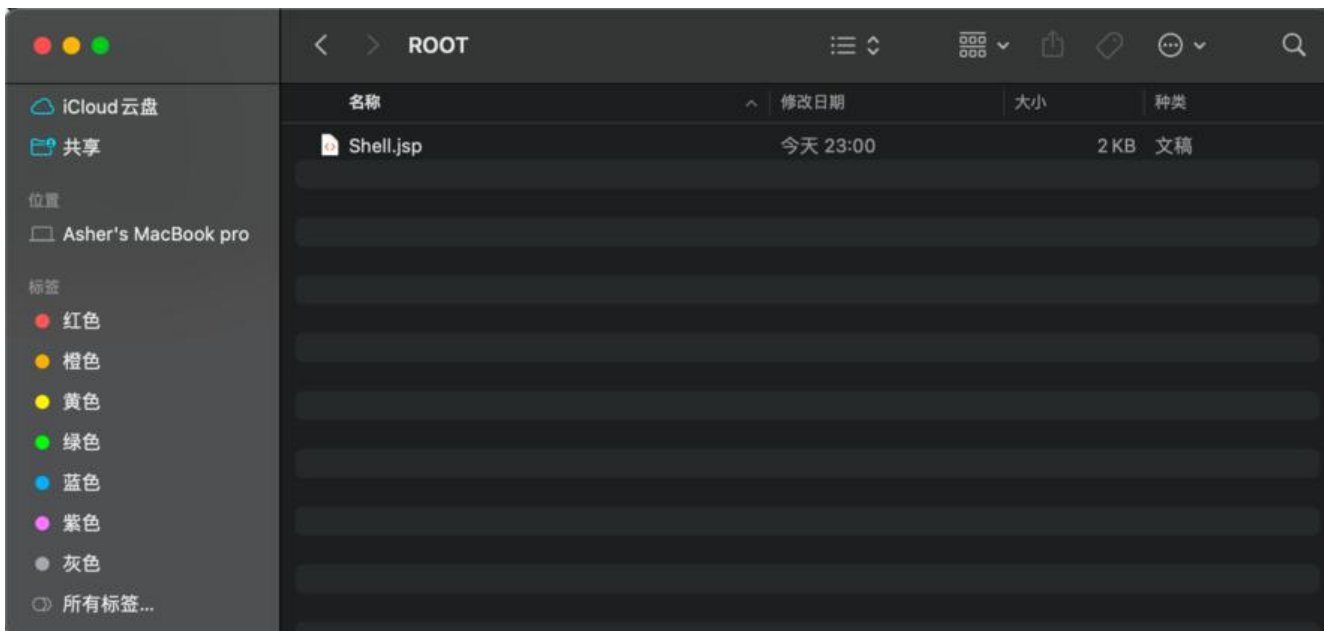 ROOT
名称 修改日期 大小 种类
Shell.jsp 今天 23:00 2 KB 文稿
iCloud云盘
共享
位置
Asher's MacBook pro
标签
红色
橙色
黄色
绿色
蓝色
紫色
灰色
所有标签...